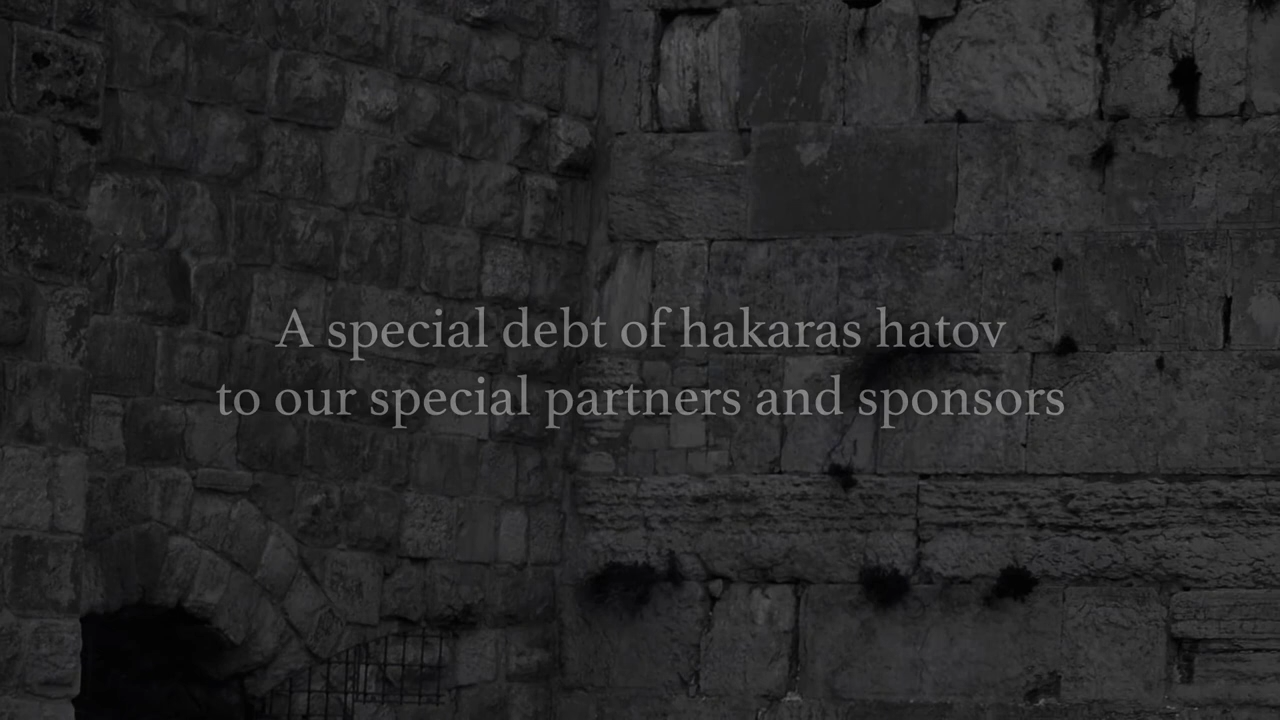 A special debt of hakaras hatov
to our special partners and sponsors